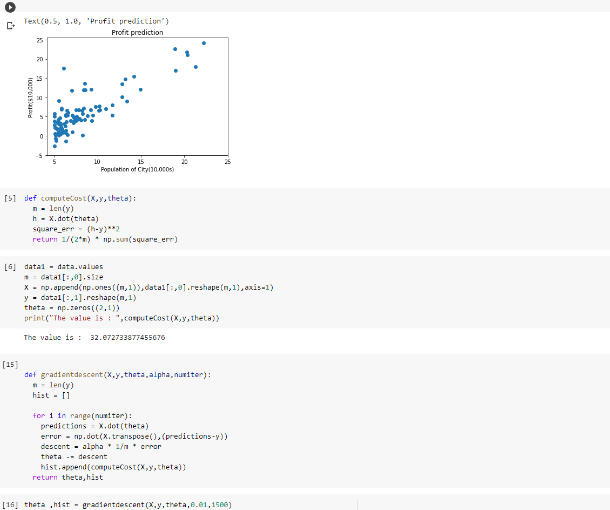 Text(0.5, 1.0, 'Profit prediction')
Profit prediction
25
20
15
10
5
0
-5
Profit($10,000)
5
10
15
20
25
Population of City(10,000s)
[5] def computeCost(X,y,theta):
m = len(y)
h = X.dot(theta)
square_err = (h-y)**2
return 1/(2*m) * np.sum(square_err)
[6] data1 = data.values
m = data1[:,0].size
X = np.append(np.ones((m,1)),data1[:,0].reshape(m,1),axis=1)
y = data1[:,1].reshape(m,1)
theta = np.zeros((2,1))
print("The value is : ",computeCost(X,y,theta))
The value is :  32.072733877455676
[15]
def gradientdescent(X,y,theta,alpha,numiter):
m = len(y)
hist = []
for i in range(numiter):
predictions = X.dot(theta)
error = np.dot(X.transpose(),(predictions-y))
descent = alpha * 1/m * error
theta -= descent
hist.append(computeCost(X,y,theta))
return theta,hist
[16] theta ,hist = gradientdescent(X,y,theta,0.01,1500)